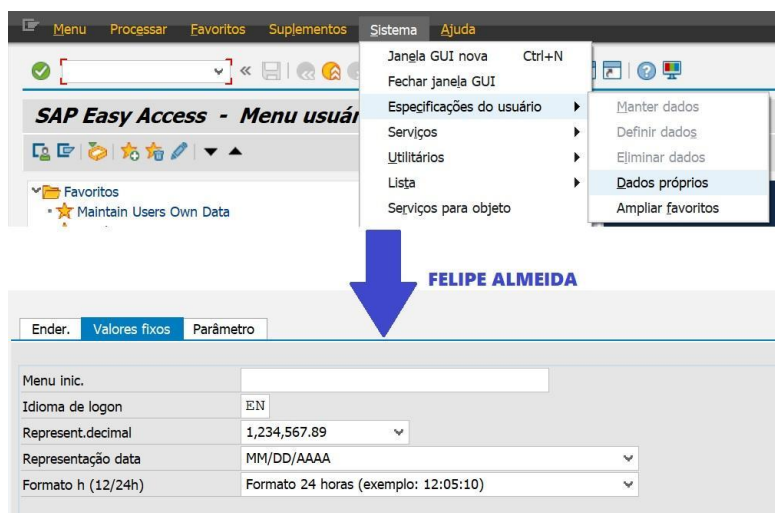 Menu Processar Favoritos Suplementos Sistema Ajuda
Janela GUI nova Ctrl+N
Fechar janela GUI
SAP Easy Access - Menu usuár
Especificações do usuário
Manter dados
Serviços
Definir dados
Utilitários
Eliminar dados
Favoritos
Lista
Dados próprios
Maintain Users Own Data
Serviços para objeto
Ampliar favoritos
FELIPE ALMEIDA
Ender. Valores fixos Parâmetro
Menu inic.
Idioma de logon EN
Represent.decimal 1,234,567.89
Representação data MM/DD/AAAA
Formato h (12/24h) Formato 24 horas (exemplo: 12:05:10)